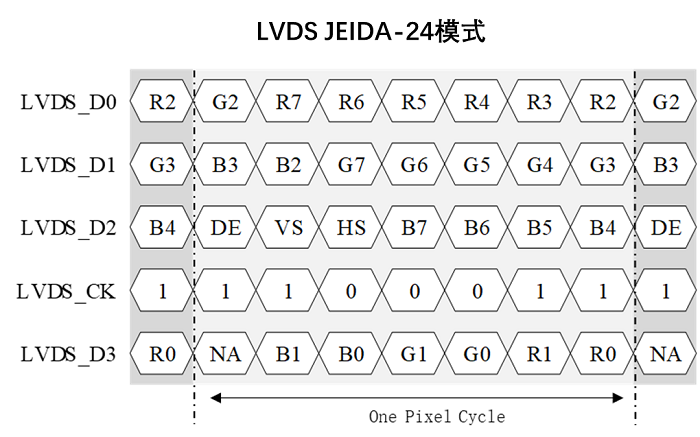 LVDS JEIDA-24模式
LVDS_D0 R2 G2 R7 R6 R5 R4 R3 R2 G2
LVDS_D1 G3 B3 B2 G7 G6 G5 G4 G3 B3
LVDS_D2 B4 DE VS HS B7 B6 B5 B4 DE
LVDS_CK 1 1 1 0 0 0 1 1 1
LVDS_D3 R0 NA B1 B0 G1 G0 R1 R0 NA
One Pixel Cycle